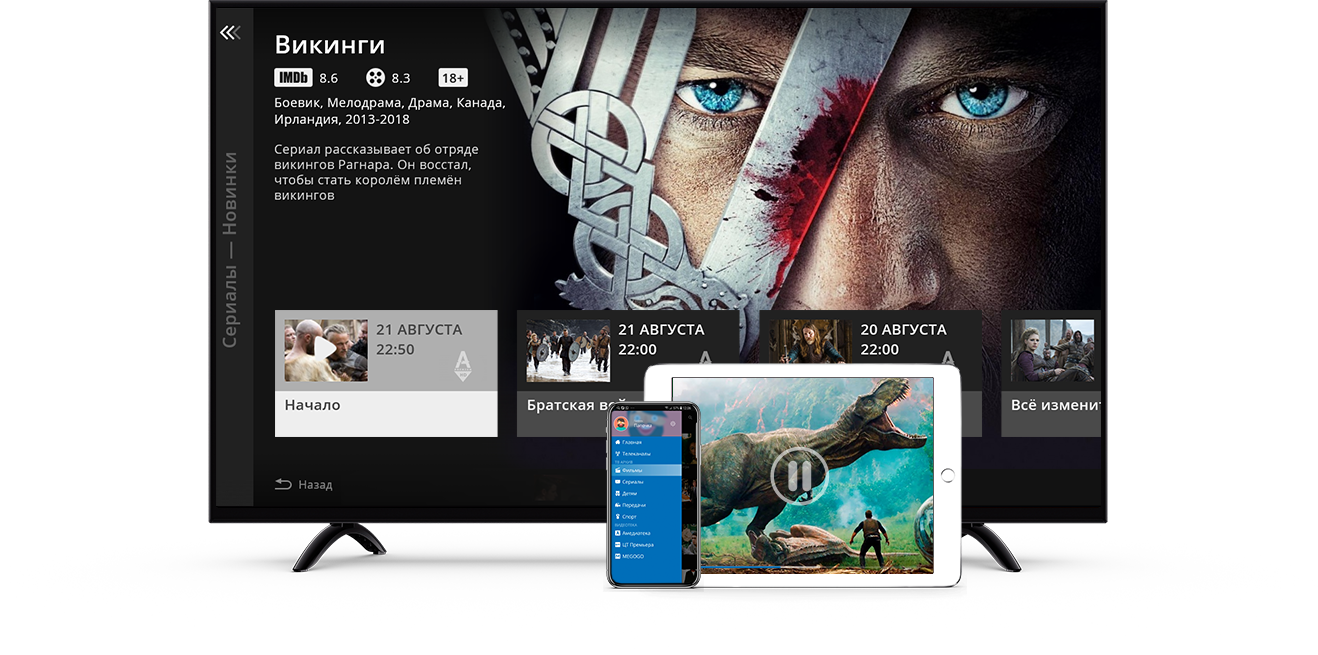 Викинги
IMDb 8.6 8.3 18+
Боевик, Мелодрама, Драма, Канада,
Ирландия, 2013-2018
Сериал рассказывает об отряде
викингов Рагнара. Он восстал,
чтобы стать королём племён
викингов
Сериалы — Новинки
21 АВГУСТА
22:50
Начало
21 АВГУСТА
22:00
Братская
20 АВГУСТА
22:00
Всё изменит
Назад
Главная
Телеканалы
Фильмы
Сериалы
Детям
Передачи
Спорт
Амедиатека
ЦТ Премьера
MEGOGO